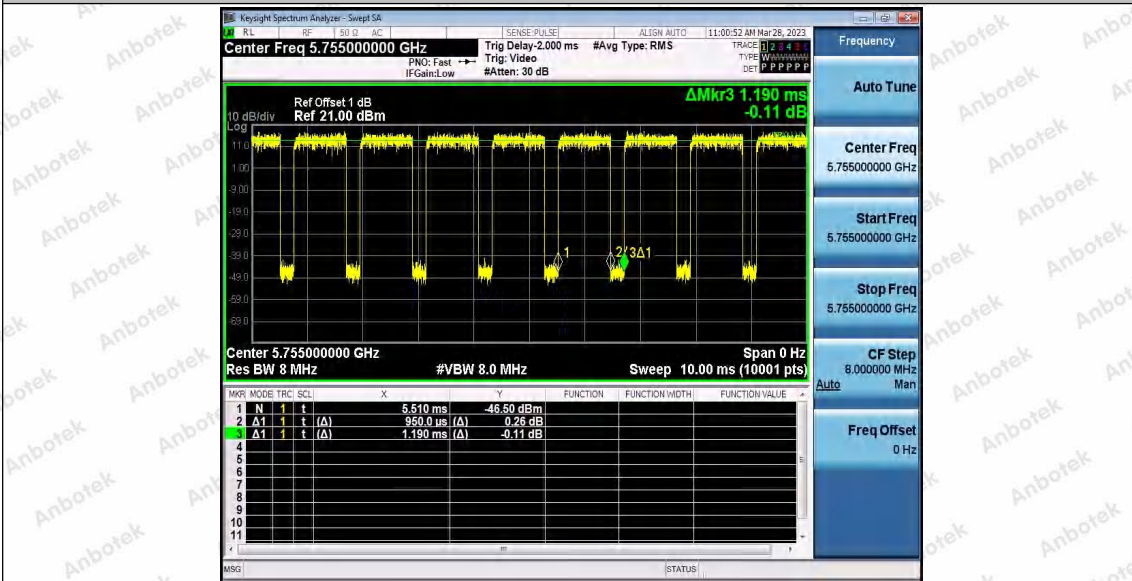 Keysight Spectrum Analyzer - Swept SA
RL RF 50 Ω AC SENSE:PULSE ALIGN AUTO 11:00:52 AM Mar 28, 2023
Center Freq 5.755000000 GHz
PNO: Fast
IFGain:Low
Trig Delay-2.000 ms
Trig: Video
#Atten: 30 dB
#Avg Type: RMS
TRACE 1 2 3 4 5 6
TYPE WWWWWW
DET P P P P P P
Frequency
ΔMkr3 1.190 ms
-0.11 dB
Ref Offset 1 dB
10 dB/div Ref 21.00 dBm
Log
11.0
1.00
-9.00
-19.0
-29.0
-39.0
-49.0
-59.0
-69.0
1
2/3Δ1
Center 5.755000000 GHz Span 0 Hz
Res BW 8 MHz #VBW 8.0 MHz Sweep 10.00 ms (10001 pts)
MKR MODE TRC SCL X Y FUNCTION FUNCTION WIDTH FUNCTION VALUE
1 N 1 t 5.510 ms -46.50 dBm
2 Δ1 1 t (Δ) 950.0 µs (Δ) 0.26 dB
3 Δ1 1 t (Δ) 1.190 ms (Δ) -0.11 dB
4
5
6
7
8
9
10
11
MSG STATUS
Auto Tune
Center Freq
5.755000000 GHz
Start Freq
5.755000000 GHz
Stop Freq
5.755000000 GHz
CF Step
8.000000 MHz
Auto Man
Freq Offset
0 Hz
Anbotek